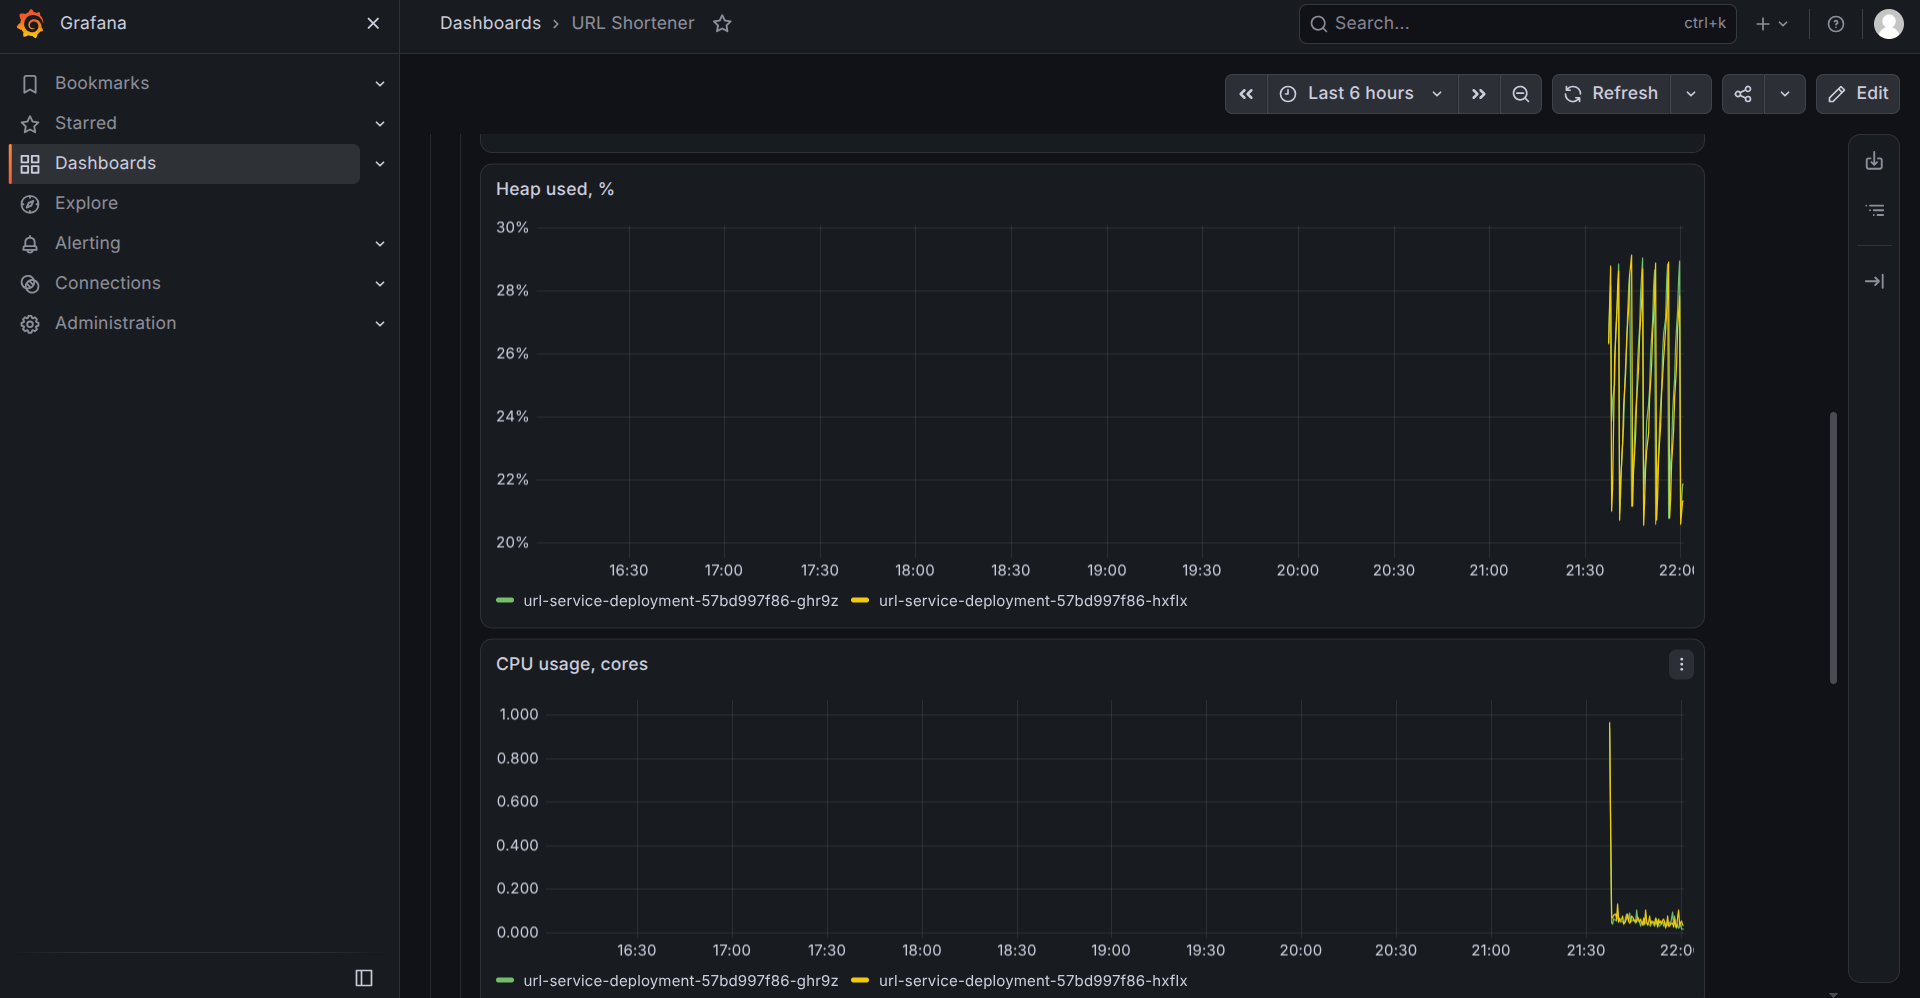 Grafana
Dashboards › URL Shortener
Search...
ctrl+k
Bookmarks
Starred
Dashboards
Explore
Alerting
Connections
Administration
Last 6 hours
Refresh
Edit
Heap used, %
30%
28%
26%
24%
22%
20%
16:30 17:00 17:30 18:00 18:30 19:00 19:30 20:00 20:30 21:00 21:30 22:0
url-service-deployment-57bd997f86-ghr9z url-service-deployment-57bd997f86-hxflx
CPU usage, cores
1.000
0.800
0.600
0.400
0.200
0.000
16:30 17:00 17:30 18:00 18:30 19:00 19:30 20:00 20:30 21:00 21:30 22:0
url-service-deployment-57bd997f86-ghr9z url-service-deployment-57bd997f86-hxflx